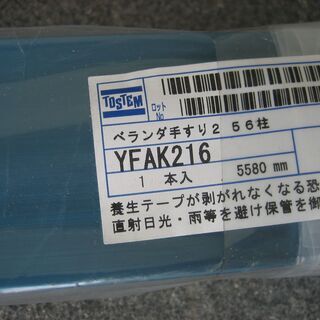 TOSTEM
ロット
No
ベランダ手すり2 56柱
YFAK216
1 本入 5580 mm
養生テープが剥がれなくなる恐
直射日光・雨等を避け保管を御